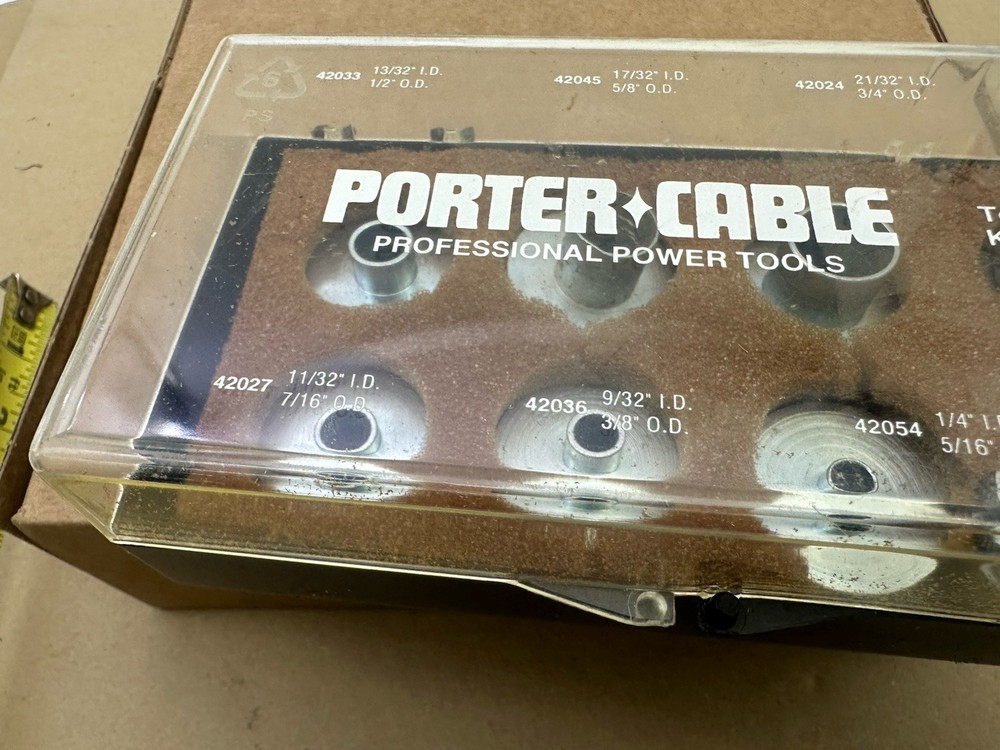 6
PS
42033 13/32" I.D.
1/2" O.D.
42045 17/32" I.D.
5/8" O.D.
42024 21/32" I.D.
3/4" O.D.
PORTER CABLE
PROFESSIONAL POWER TOOLS
T
K
42027 11/32" I.D.
7/16" O.D.
42036 9/32" I.D.
3/8" O.D.
42054 1/4" I.
5/16"